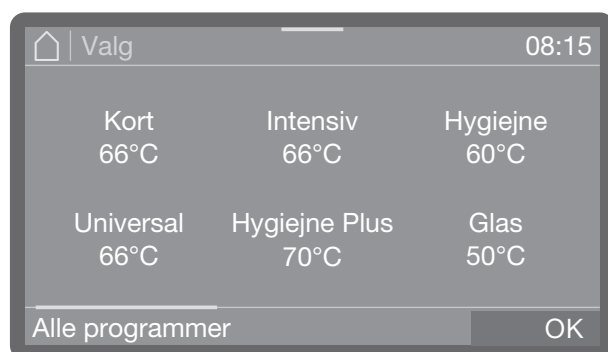 Valg 08:15
Kort Intensiv Hygiejne
66°C 66°C 60°C
Universal Hygiejne Plus Glas
66°C 70°C 50°C
Alle programmer OK